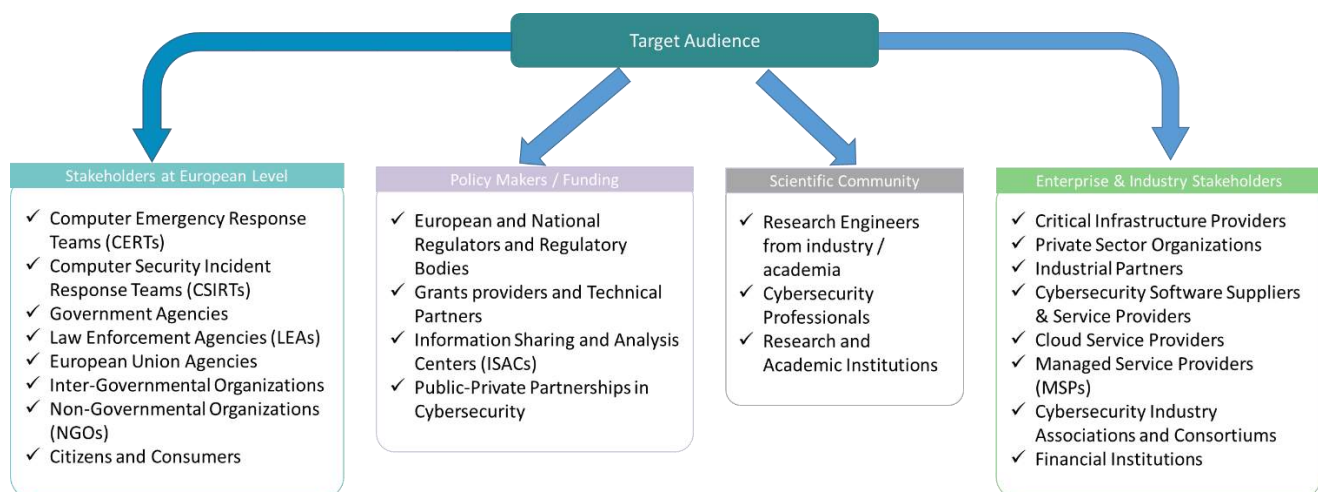 Target Audience
Stakeholders at European Level
✓ Computer Emergency Response
Teams (CERTs)
✓ Computer Security Incident
Response Teams (CSIRTs)
✓ Government Agencies
✓ Law Enforcement Agencies (LEAs)
✓ European Union Agencies
✓ Inter-Governmental Organizations
✓ Non-Governmental Organizations
(NGOs)
✓ Citizens and Consumers
Policy Makers / Funding
✓ European and National
Regulators and Regulatory
Bodies
✓ Grants providers and Technical
Partners
✓ Information Sharing and Analysis
Centers (ISACs)
✓ Public-Private Partnerships in
Cybersecurity
Scientific Community
✓ Research Engineers
from industry /
academia
✓ Cybersecurity
Professionals
✓ Research and
Academic Institutions
Enterprise & Industry Stakeholders
✓ Critical Infrastructure Providers
✓ Private Sector Organizations
✓ Industrial Partners
✓ Cybersecurity Software Suppliers
& Service Providers
✓ Cloud Service Providers
✓ Managed Service Providers
(MSPs)
✓ Cybersecurity Industry
Associations and Consortiums
✓ Financial Institutions